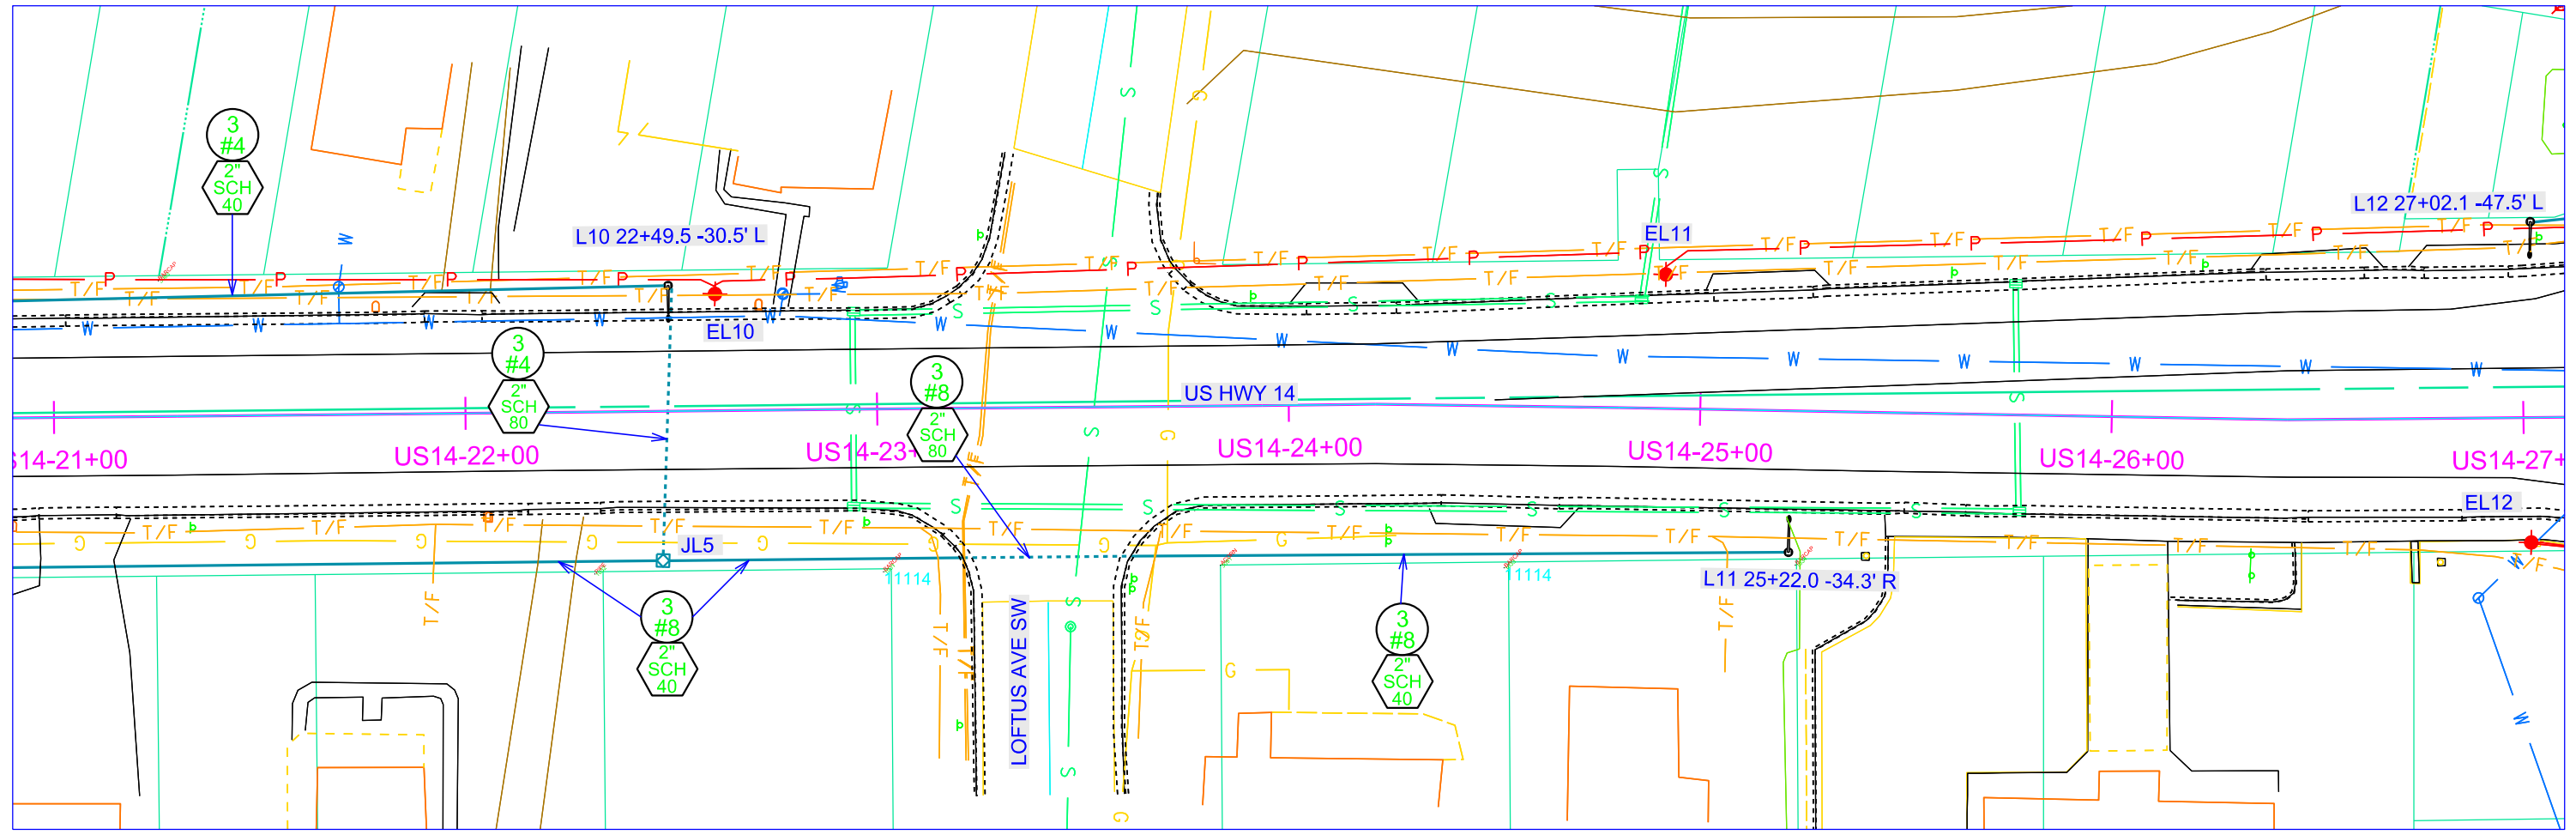 3
#4
2"
SCH
40
L10 22+49.5 -30.5' L
EL11
L12 27+02.1 -47.5' L
EL10
3
#4
2"
SCH
80
3
#8
2"
SCH
80
US HWY 14
S14-21+00
US14-22+00
US14-23+
US14-24+00
US14-25+00
US14-26+00
US14-27+
EL12
JL5
L11 25+22.0 -34.3' R
11114
11114
3
#8
2"
SCH
40
LOFTUS AVE SW
3
#8
2"
SCH
40
T/F
P
W
S
G